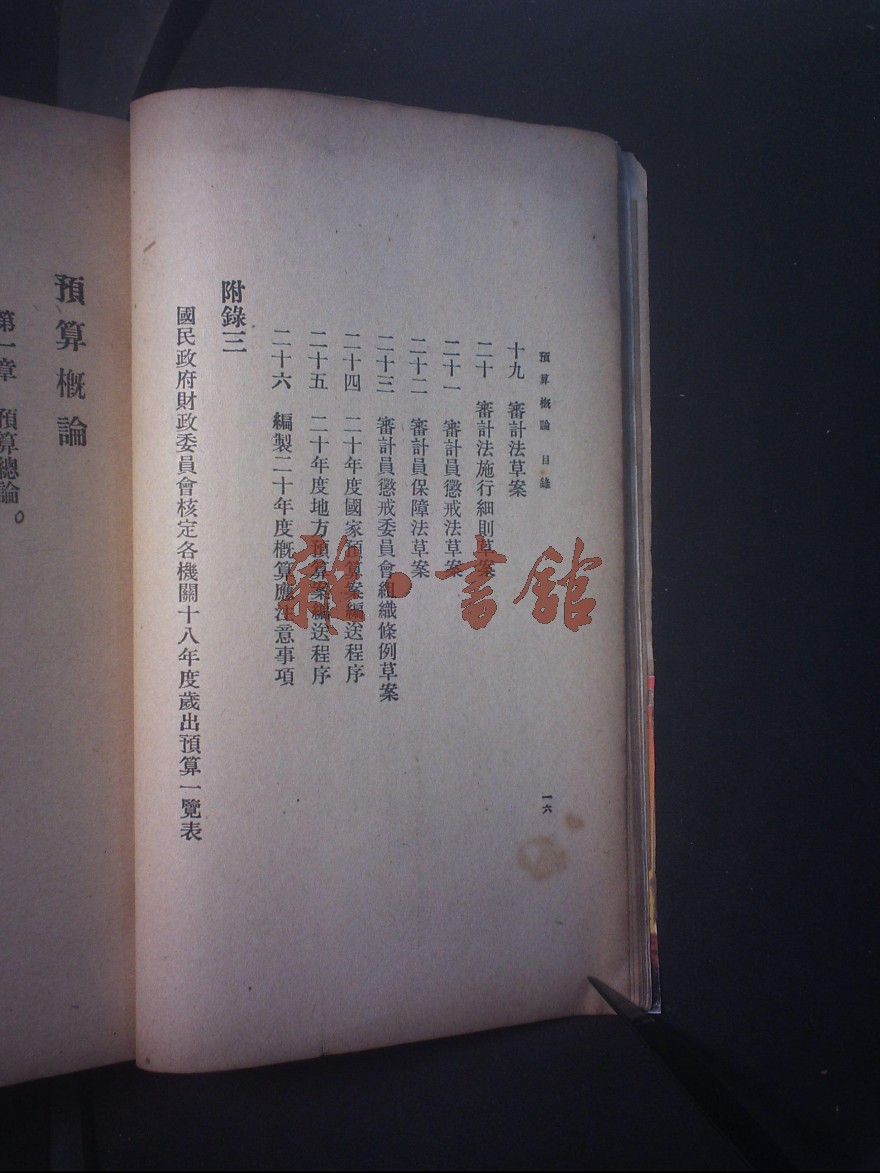 預算概論 目錄
一六
十九 審計法草案
二十 審計法施行細則草案
二十一 審計員懲戒法草案
二十二 審計員保障法草案
二十三 審計員懲戒委員會組織條例草案
二十四 二十年度國家預算案編送程序
二十五 二十年度地方預算案編送程序
二十六 編製二十年度概算應注意事項
附錄三
國民政府財政委員會核定各機關十八年度歲出預算一覽表
預算概論
第一章 預算總論
雜·書館